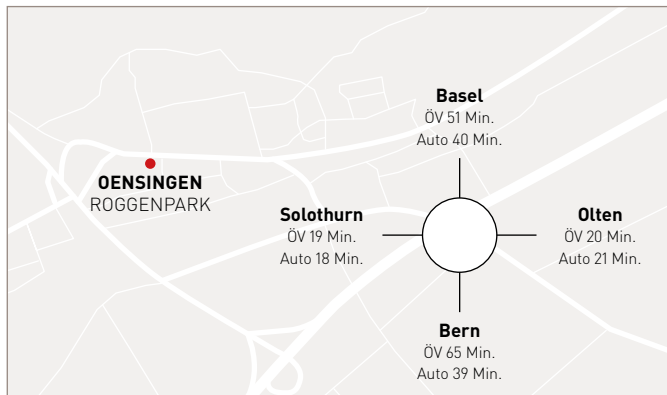 Basel
ÖV 51 Min.
Auto 40 Min.
OENSINGEN
ROGGENPARK
Solothurn
ÖV 19 Min.
Auto 18 Min.
Olten
ÖV 20 Min.
Auto 21 Min.
Bern
ÖV 65 Min.
Auto 39 Min.